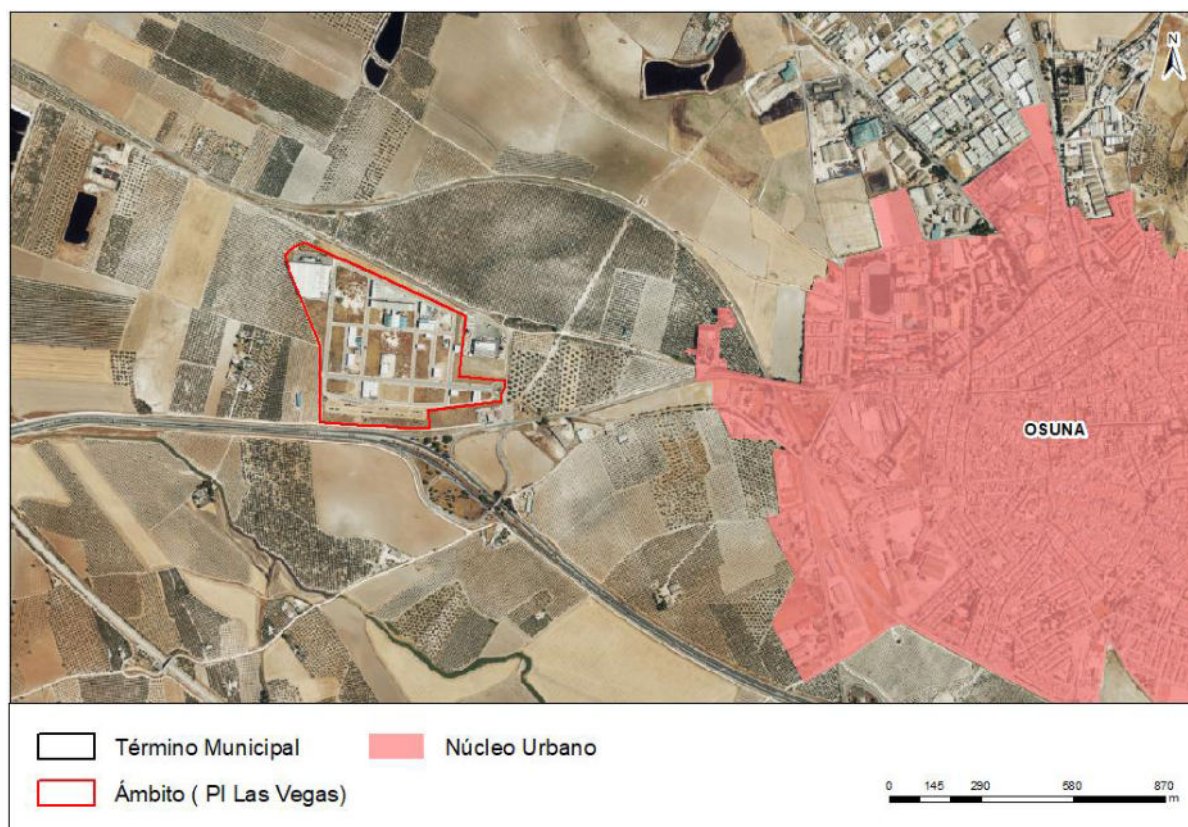 N
OSUNA
Término Municipal
Núcleo Urbano
Ámbito ( PI Las Vegas)
0 145 290 580 870
m